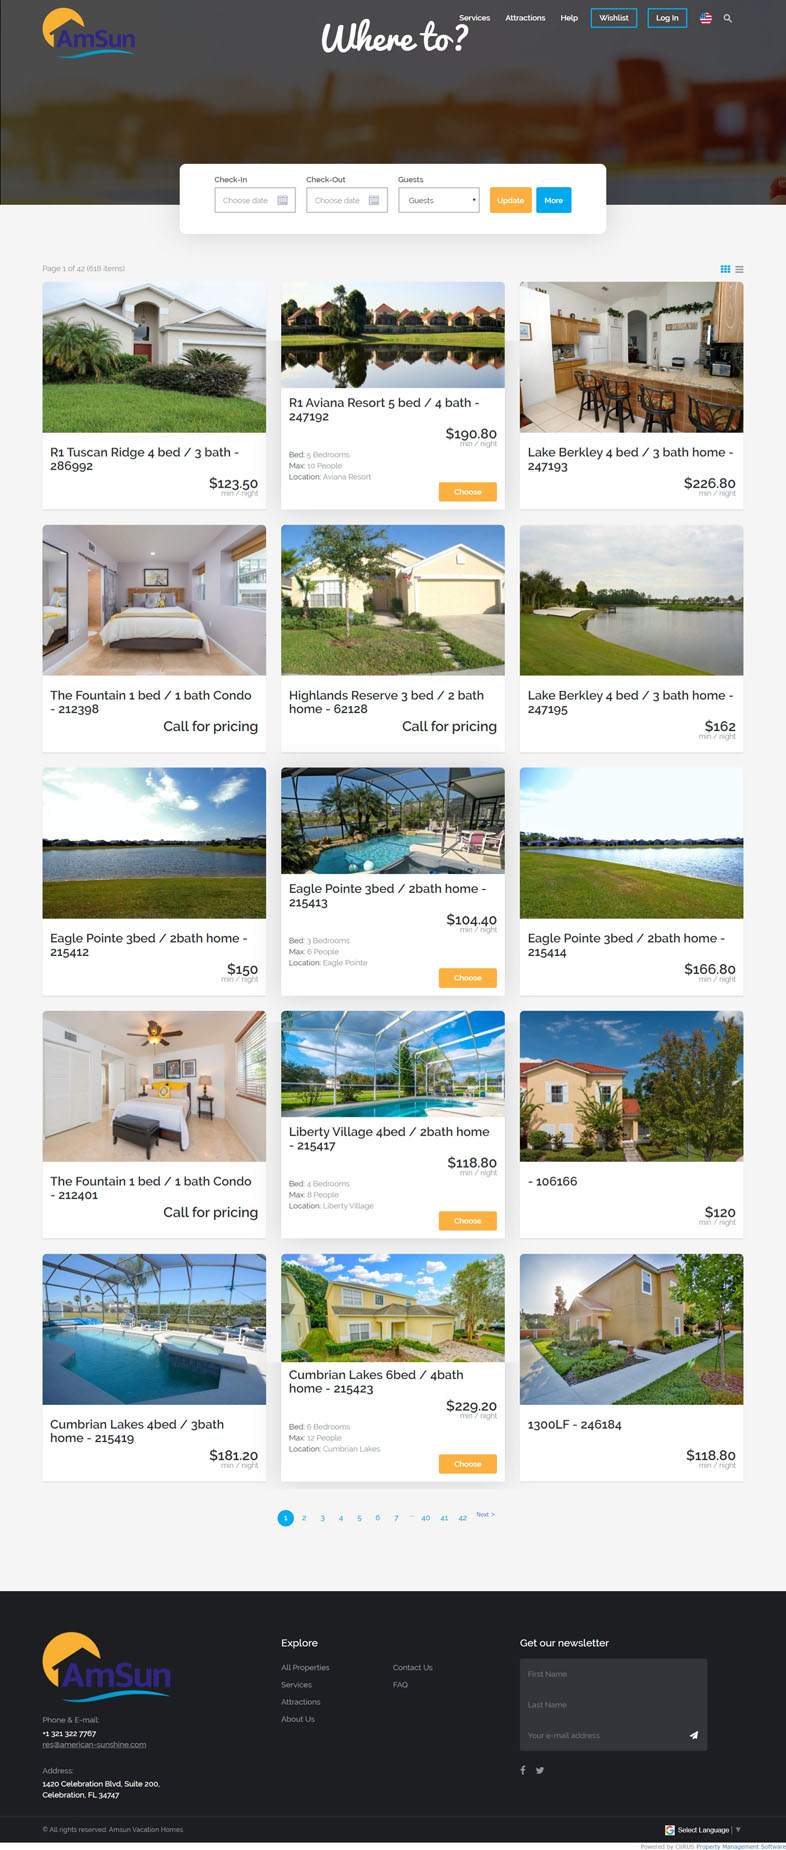 AmSun
Services
Attractions
Help
Wishlist
Log In
Where to?
Check-In
Check-Out
Guests
Choose date
Choose date
Guests
Update
More
Page 1 of 42 (618 items)
R1 Tuscan Ridge 4 bed / 3 bath -
286992
$123.50
min / night
R1 Aviana Resort 5 bed / 4 bath -
247192
$190.80
min / night
Bed: 5 Bedrooms
Max: 10 People
Location: Aviana Resort
Choose
Lake Berkley 4 bed / 3 bath home -
247193
$226.80
min / night
The Fountain 1 bed / 1 bath Condo
- 212398
Call for pricing
Highlands Reserve 3 bed / 2 bath
home - 62128
Call for pricing
Lake Berkley 4 bed / 3 bath home -
247195
$162
min / night
Eagle Pointe 3bed / 2bath home -
215412
$150
min / night
Eagle Pointe 3bed / 2bath home -
215413
$104.40
min / night
Bed: 3 Bedrooms
Max: 6 People
Location: Eagle Pointe
Choose
Eagle Pointe 3bed / 2bath home -
215414
$166.80
min / night
The Fountain 1 bed / 1 bath Condo
- 212401
Call for pricing
Liberty Village 4bed / 2bath home
- 215417
$118.80
min / night
Bed: 4 Bedrooms
Max: 8 People
Location: Liberty Village
Choose
- 106166
$120
min / night
Cumbrian Lakes 4bed / 3bath
home - 215419
$181.20
min / night
Cumbrian Lakes 6bed / 4bath
home - 215423
$229.20
min / night
Bed: 6 Bedrooms
Max: 12 People
Location: Cumbrian Lakes
Choose
1300LF - 246184
$118.80
min / night
1 2 3 4 5 6 7 ... 40 41 42 Next >
AmSun
Phone & E-mail:
+1 321 322 7767
res@american-sunshine.com
Address:
1420 Celebration Blvd, Suite 200,
Celebration, FL 34747
Explore
All Properties
Services
Attractions
About Us
Contact Us
FAQ
Get our newsletter
First Name
Last Name
Your e-mail address
© All rights reserved. Amsun Vacation Homes
Select Language
Powered by CiiRUS Property Management Software